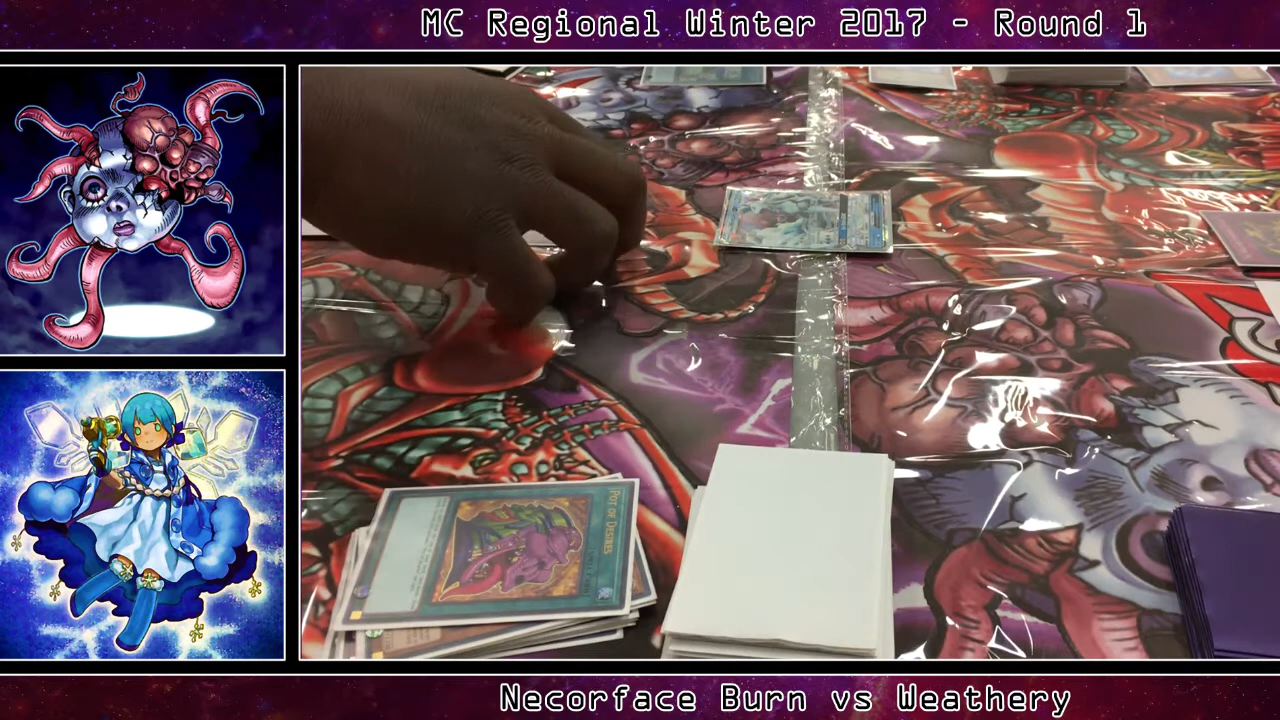 MC Regional Winter 2017 - Round 1
POT OF DESIRES
Necorface Burn vs Weathery